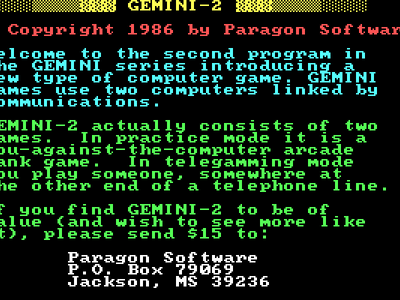 GEMINI-2
Copyright 1986 by Paragon Softwar
elcome to the second program in
he GEMINI series introducing a
ew type of computer game. GEMINI
ames use two computers linked by
ommunications.
EMINI-2 actually consists of two
ames.  In practice mode it is a
ou-against-the-computer arcade
ank game.  In telegamming mode
ou play someone, somewhere at
he other end of a telephone line.
f you find GEMINI-2 to be of
alue (and wish to see more like
t), please send $15 to:
Paragon Software
P.O. Box 79069
Jackson, MS 39236